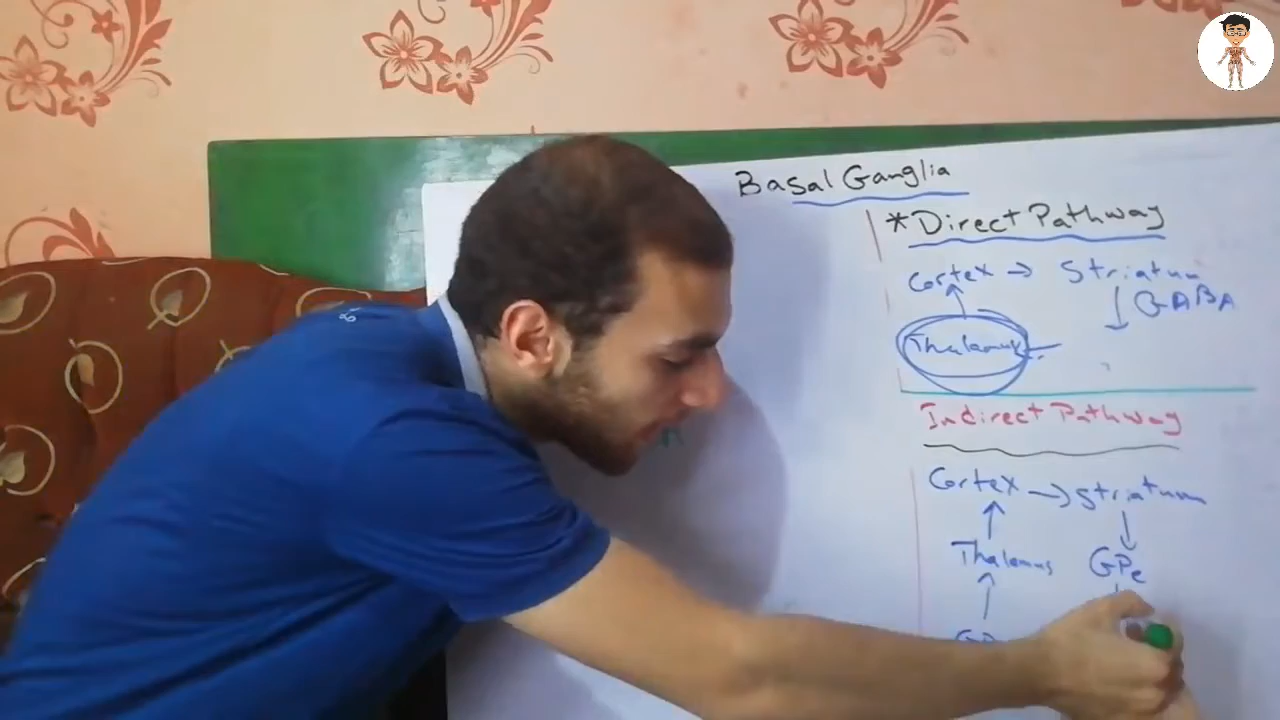 Basal Ganglia
*Direct Pathway
Cortex → Striatum
↓ GABA
Thalamus
Indirect Pathway
Cortex → Striatum
Thalamus GPe